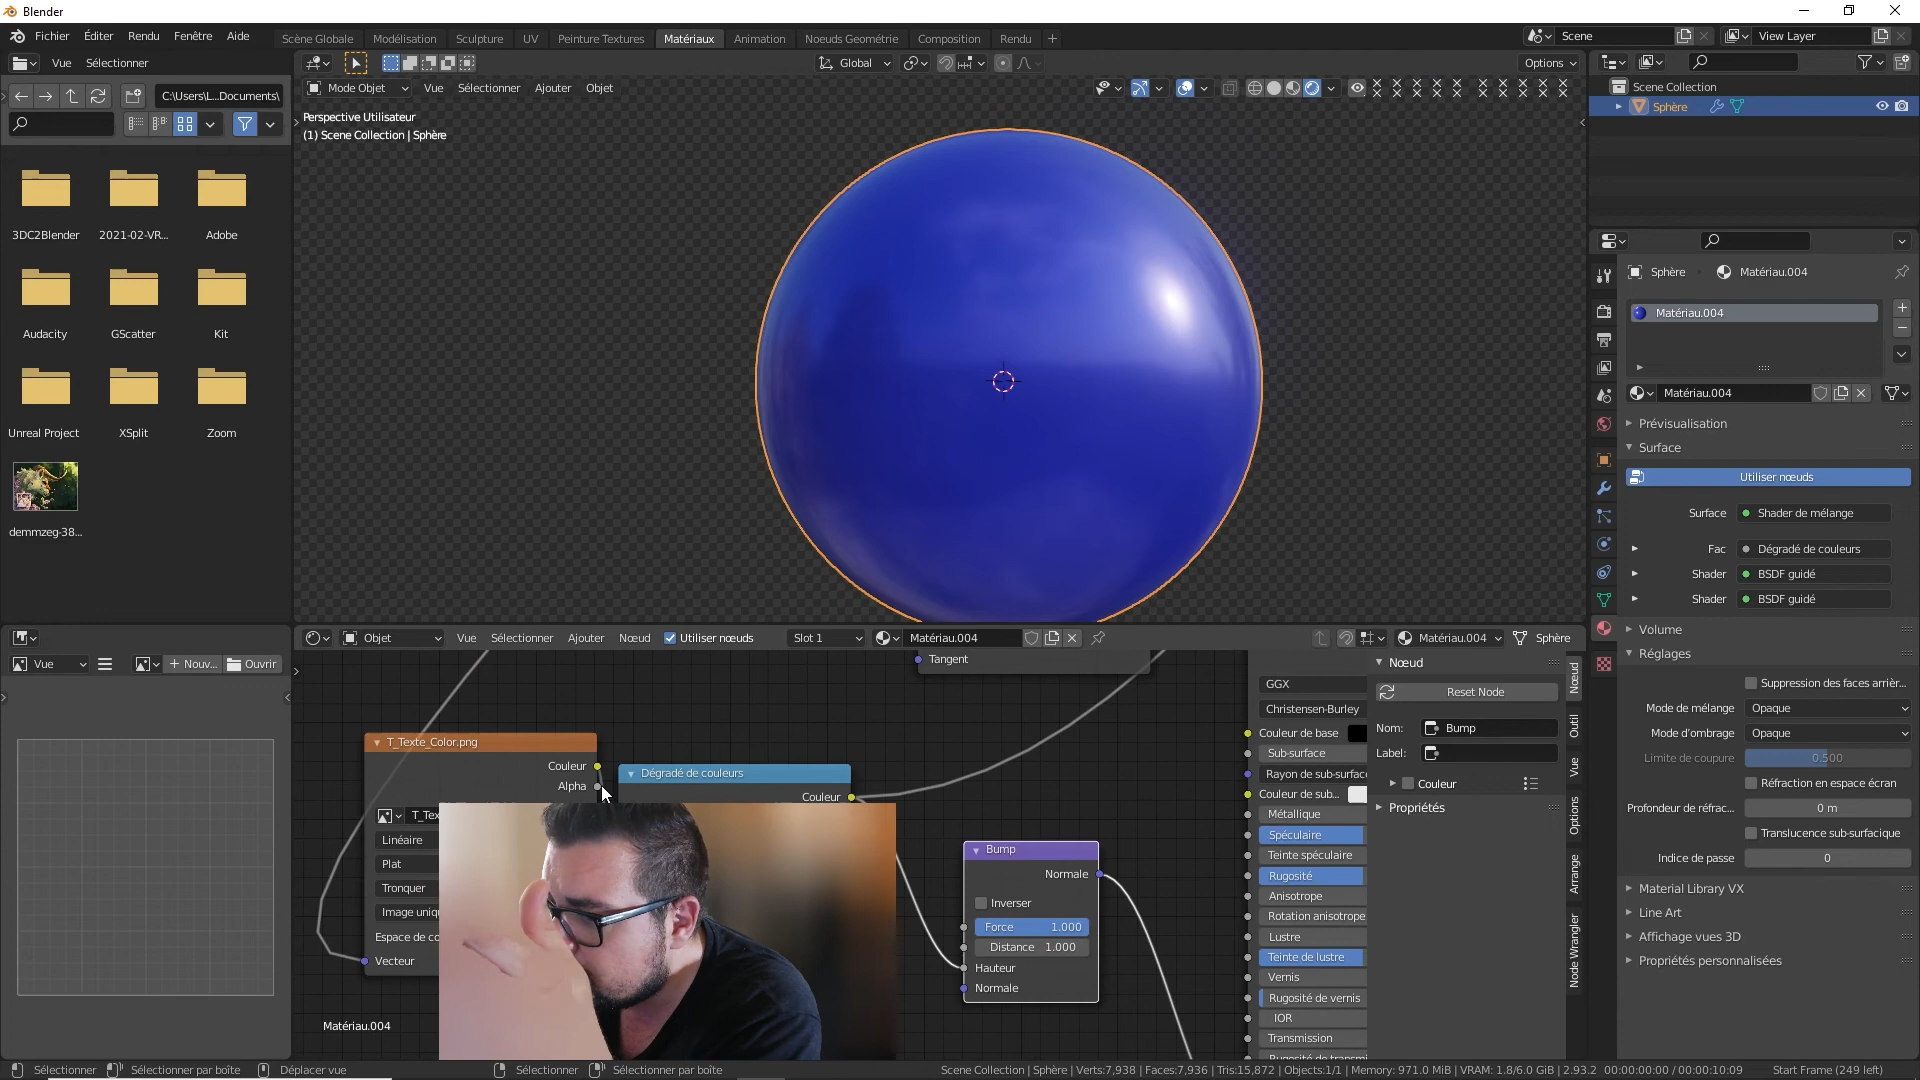 Blender
Fichier Éditer Rendu Fenêtre Aide
Scène Globale Modélisation Sculpture UV Peinture Textures Matériaux Animation Noeuds Géométrie Composition Rendu +
Scene View Layer
Vue Sélectionner
Global
Options
C:\Users\L...Documents\
Mode Objet Vue Sélectionner Ajouter Objet
Perspective Utilisateur
(1) Scene Collection | Sphère
3DC2Blender 2021-02-VR... Adobe
Audacity GScatter Kit
Unreal Project XSplit Zoom
demmzeg-38...
Scene Collection
Sphère
Sphère Matériau.004
Matériau.004
Matériau.004
Prévisualisation
Surface
Utiliser nœuds
Surface Shader de mélange
Fac Dégradé de couleurs
Shader BSDF guidé
Shader BSDF guidé
Volume
Réglages
Suppression des faces arrièr...
Mode de mélange Opaque
Mode d'ombrage Opaque
Limite de coupure 0.500
Réfraction en espace écran
Profondeur de réfrac... 0 m
Translucence sub-surfacique
Indice de passe 0
Material Library VX
Line Art
Affichage vues 3D
Propriétés personnalisées
Vue + Nouv... Ouvrir
Objet Vue Sélectionner Ajouter Nœud Utiliser nœuds Slot 1 Matériau.004 Matériau.004 Sphère
Tangent
T_Texte_Color.png
Couleur
Alpha
T_Tex
Linéaire
Plat
Tronquer
Image uniq
Espace de co
Vecteur
Dégradé de couleurs
Couleur
Bump
Normale
Inverser
Force 1.000
Distance 1.000
Hauteur
Normale
GGX
Christensen-Burley
Couleur de base
Sub-surface
Rayon de sub-surface
Couleur de sub...
Métallique
Spéculaire
Teinte spéculaire
Rugosité
Anisotrope
Rotation anisotrope
Lustre
Teinte de lustre
Vernis
Rugosité de vernis
IOR
Transmission
Rugosité de transmi
Nœud
Reset Node
Nom: Bump
Label:
Couleur
Propriétés
Nœud
Outil
Vue
Options
Arrange
Node Wrangler
Matériau.004
Sélectionner Sélectionner par boîte Déplacer vue Sélectionner Sélectionner par boîte
Scene Collection | Sphère | Verts:7,938 | Faces:7,936 | Tris:15,872 | Objects:1/1 | Memory: 971.0 MiB | VRAM: 1.8/6.0 GiB | 2.93.2 00:00:00:00 / 00:00:10:09 Start Frame (249 left)